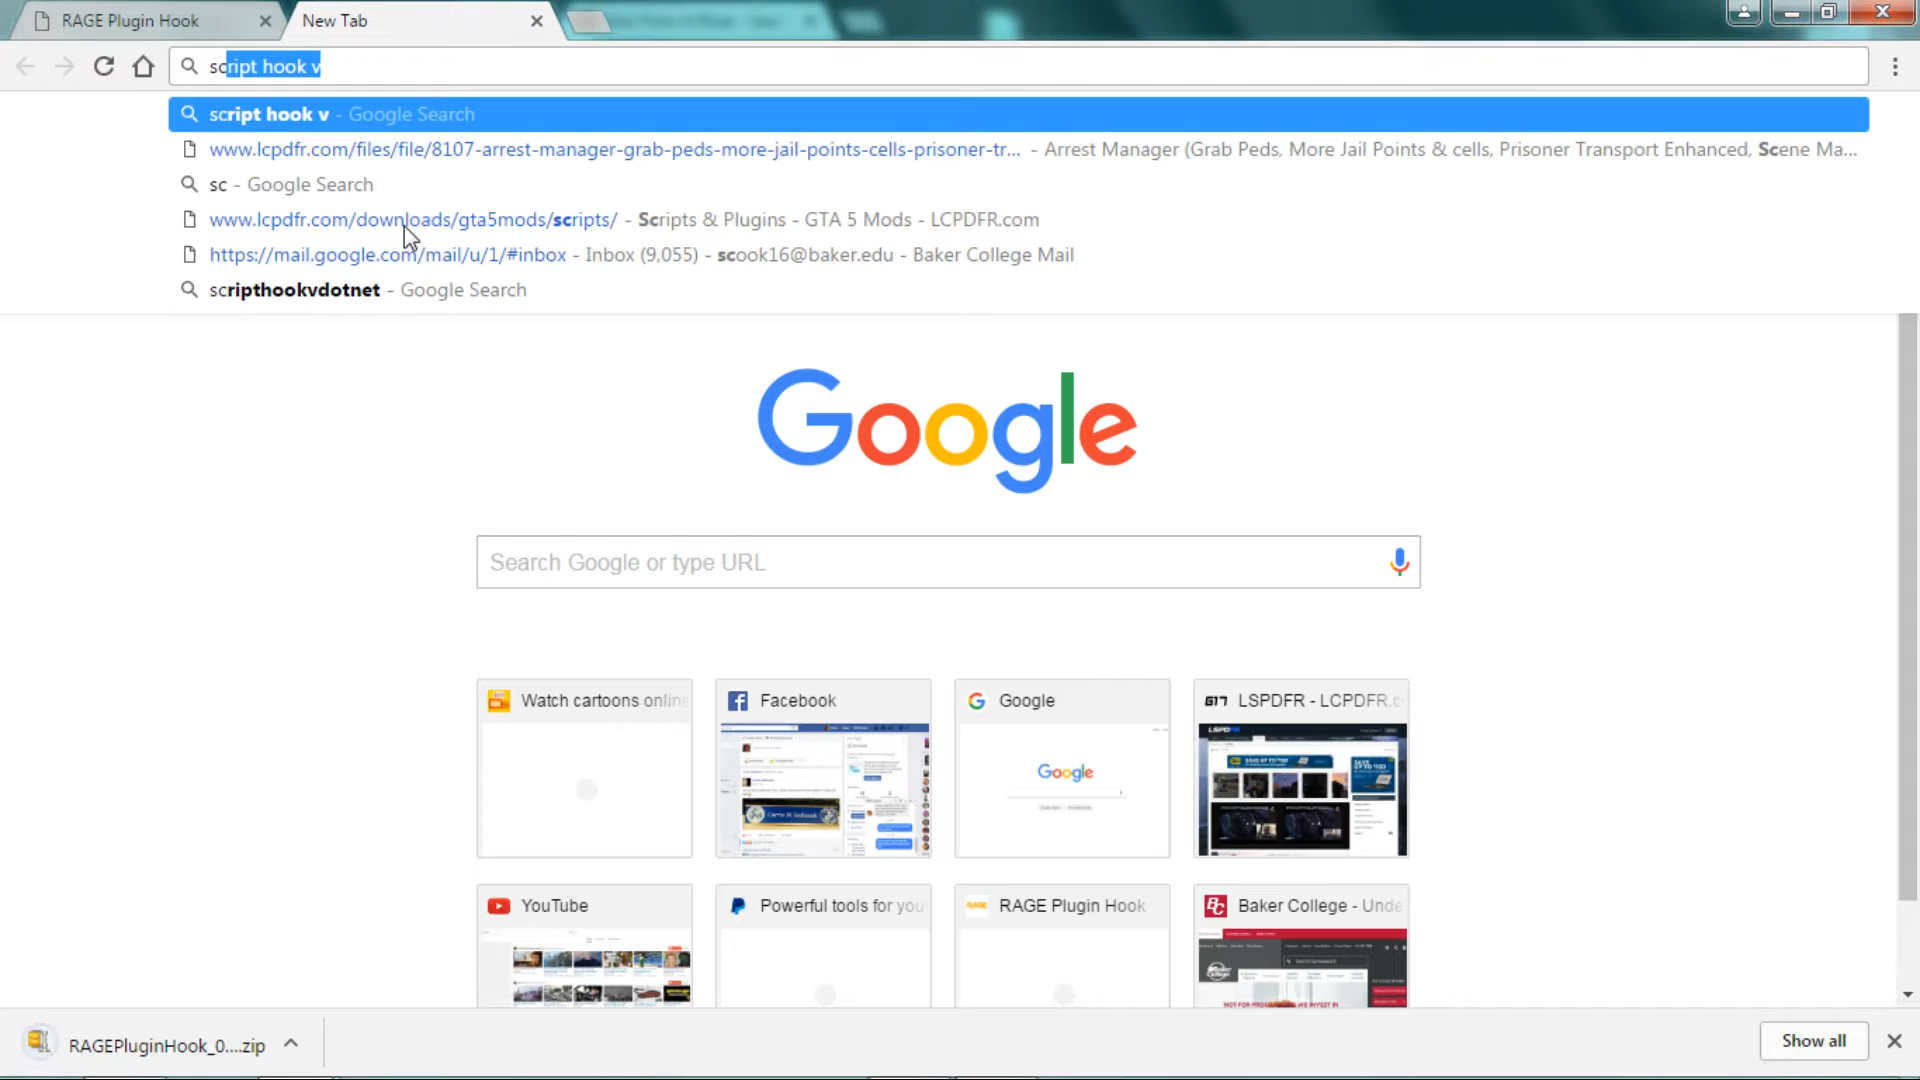 RAGE Plugin Hook
New Tab
script hook v
script hook v - Google Search
www.lcpdfr.com/files/file/8107-arrest-manager-grab-peds-more-jail-points-cells-prisoner-tr... - Arrest Manager (Grab Peds, More Jail Points & cells, Prisoner Transport Enhanced, Scene Ma...
sc - Google Search
www.lcpdfr.com/downloads/gta5mods/scripts/ - Scripts & Plugins - GTA 5 Mods - LCPDFR.com
https://mail.google.com/mail/u/1/#inbox - Inbox (9,055) - scook16@baker.edu - Baker College Mail
scripthookvdotnet - Google Search
Google
Search Google or type URL
Watch cartoons online
Facebook
Google
LSPDFR - LCPDFR.c
Google
YouTube
Powerful tools for you
RAGE Plugin Hook
Baker College - Unde
RAGEPluginHook_0....zip
Show all